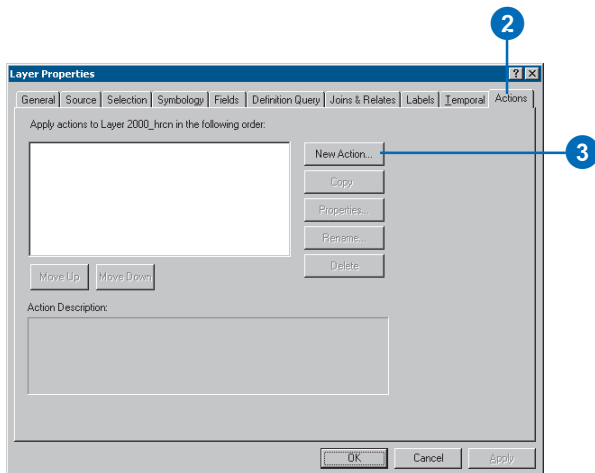 2
Layer Properties
General Source Selection Symbology Fields Definition Query Joins & Relates Labels Temporal Actions
Apply actions to Layer 2000_hrcn in the following order:
New Action...
3
Copy
Properties...
Rename...
Delete
Move Up Move Down
Action Description:
OK Cancel Apply